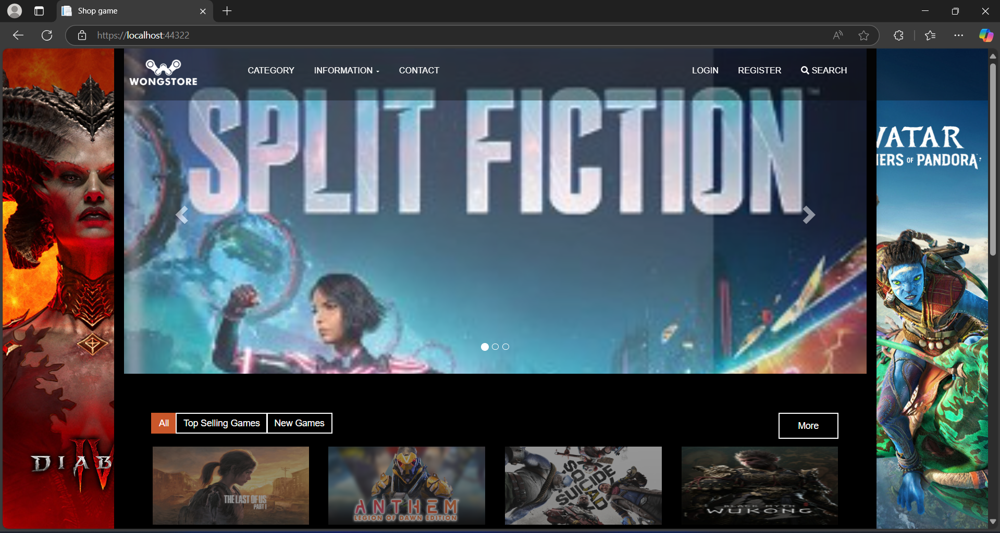 Shop game
https://localhost:44322
WONGSTORE
CATEGORY
INFORMATION
CONTACT
LOGIN
REGISTER
SEARCH
SPLIT FICTION™
VATAR
IERS OF PANDORA
DIAB
IV
All
Top Selling Games
New Games
More
THE LAST OF US
PART I
ANTHEM
LEGION OF DAWN EDITION
SUICIDE
BLACK MYTH
WUKONG